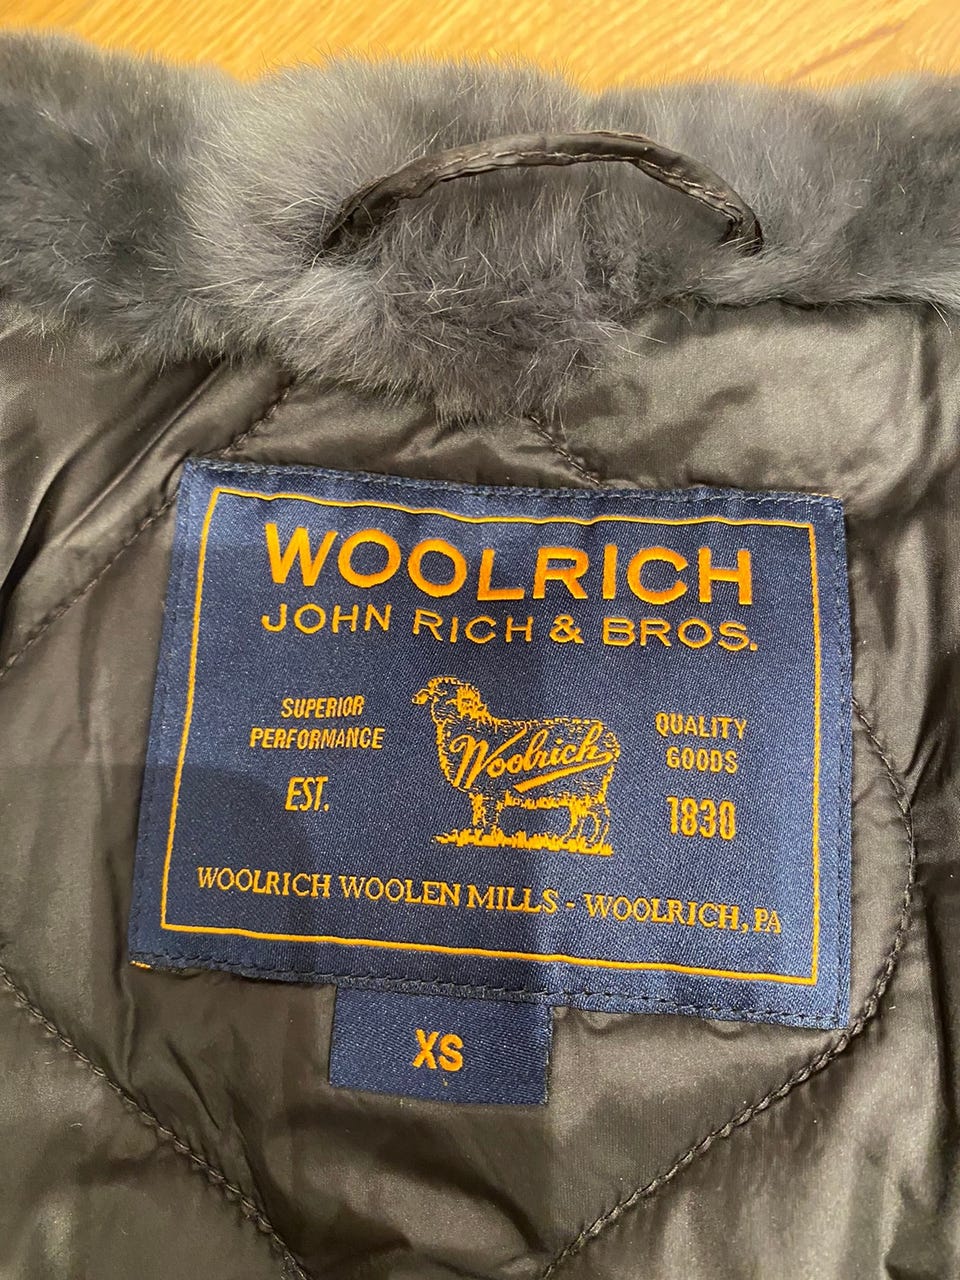 WOOLRICH
JOHN RICH & BROS.
SUPERIOR
PERFORMANCE
EST.
Woolrich
QUALITY
GOODS
1830
WOOLRICH WOOLEN MILLS - WOOLRICH, PA
XS